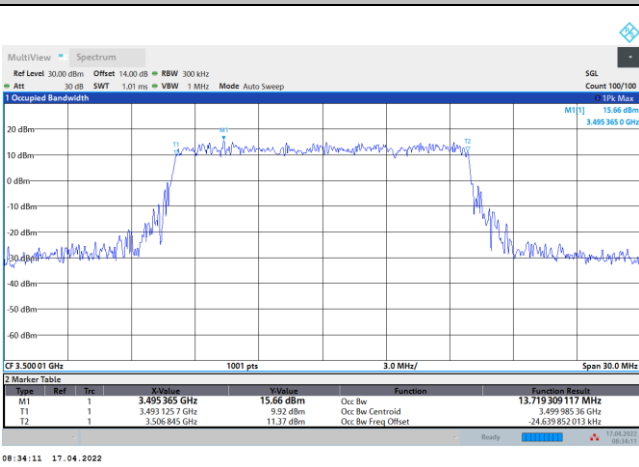 MultiView Spectrum
Ref Level 30.00 dBm Offset 14.00 dB RBW 300 kHz SGL
Att 30 dB SWT 1.01 ms VBW 1 MHz Mode Auto Sweep Count 100/100
1 Occupied Bandwidth 1Pk Max
M1[1] 15.66 dBm
3.495 365 0 GHz
20 dBm
M1
T1
T2
10 dBm
0 dBm
-10 dBm
-20 dBm
-30 dBm
-40 dBm
-50 dBm
-60 dBm
CF 3.500 01 GHz 1001 pts 3.0 MHz/ Span 30.0 MHz
2 Marker Table
Type Ref Trc X-Value Y-Value Function Function Result
M1 1 3.495 365 GHz 15.66 dBm Occ Bw 13.719 309 117 MHz
T1 1 3.493 125 7 GHz 9.92 dBm Occ Bw Centroid 3.499 985 36 GHz
T2 1 3.506 845 GHz 11.37 dBm Occ Bw Freq Offset -24.639 852 013 kHz
Ready 17.04.2022
08:34:11
08:34:11 17.04.2022